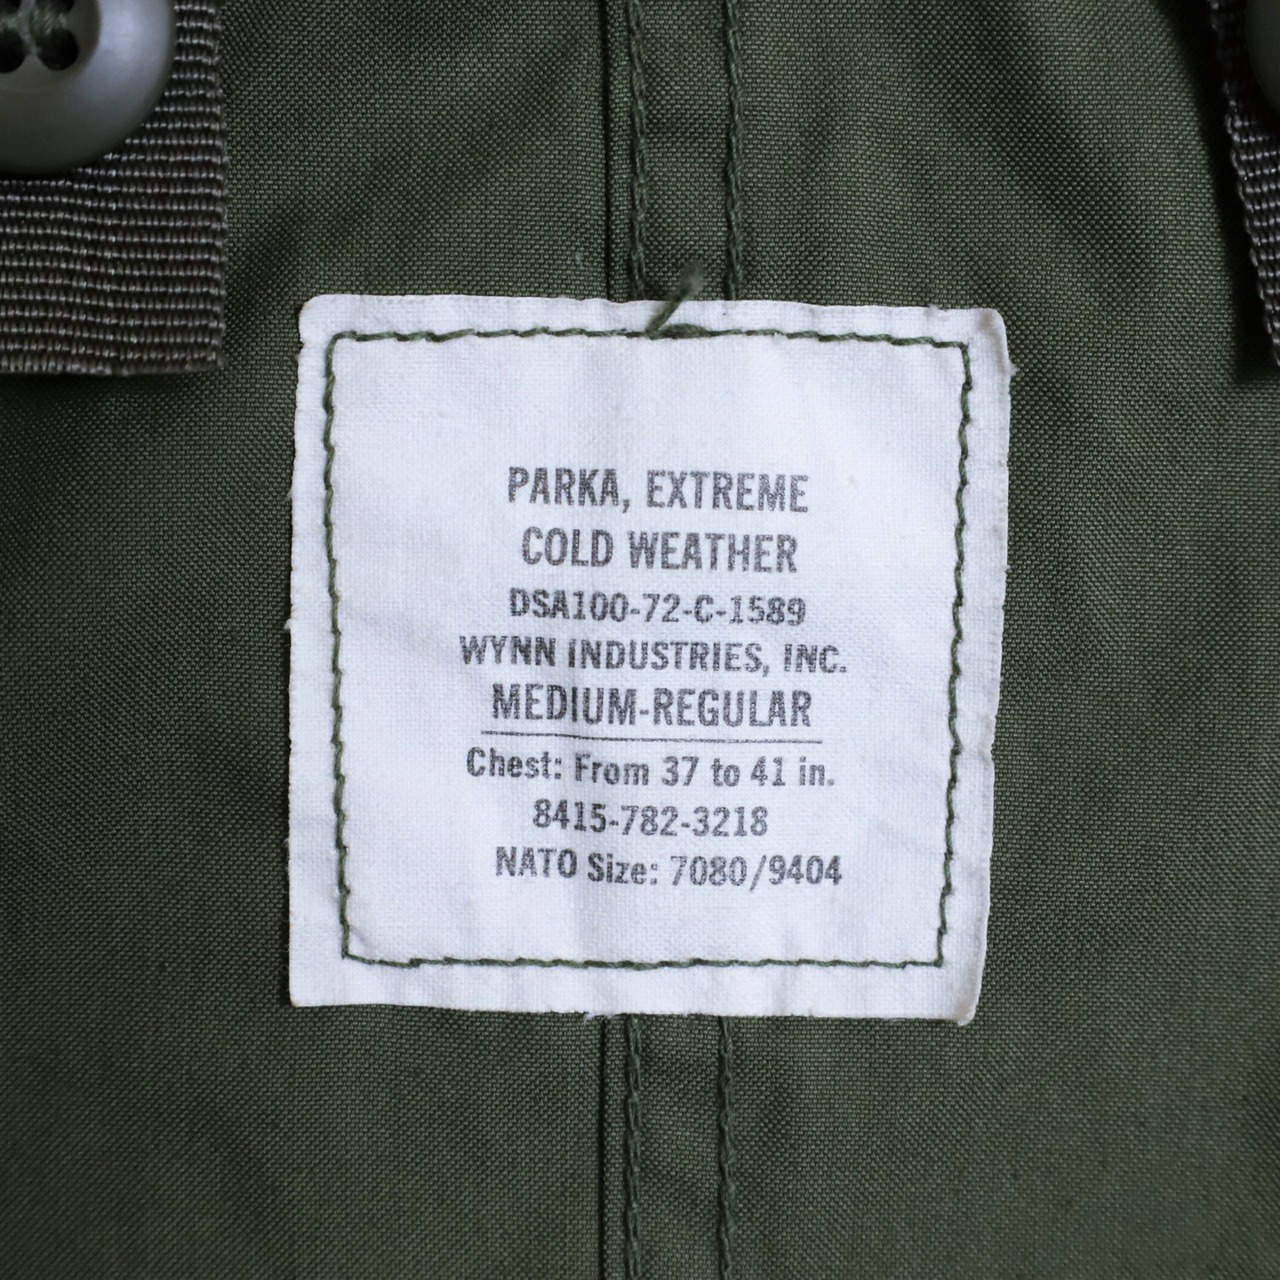 PARKA, EXTREME
COLD WEATHER
DSA100-72-C-1589
WYNN INDUSTRIES, INC.
MEDIUM-REGULAR
Chest: From 37 to 41 in.
8415-782-3218
NATO Size: 7080/9404